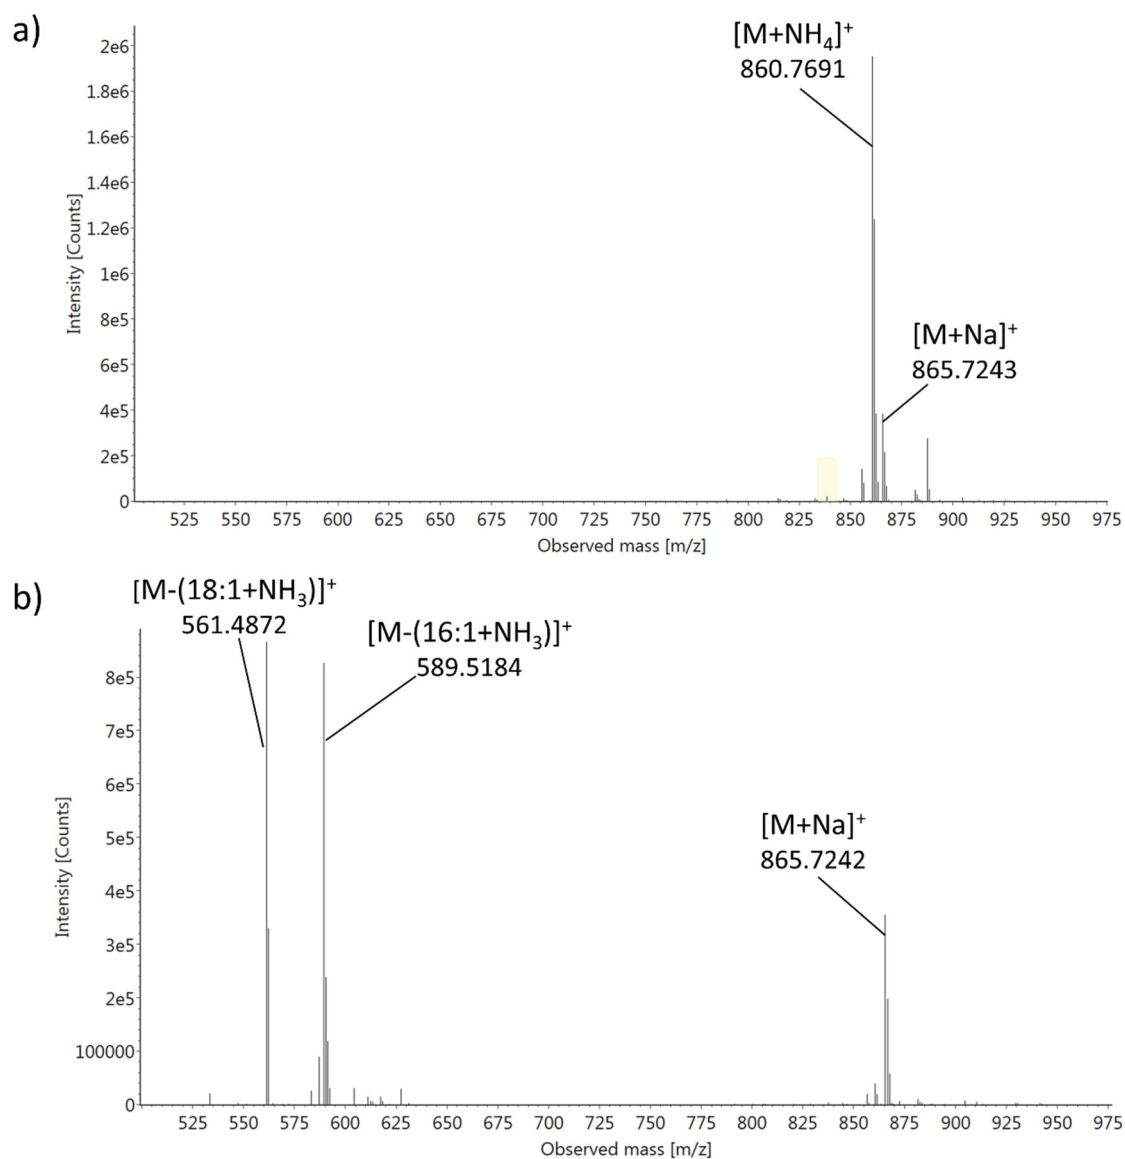 a)
[M+NH₄]⁺
860.7691
[M+Na]⁺
865.7243
Intensity [Counts]
2e6
1.8e6
1.6e6
1.4e6
1.2e6
1e6
8e5
6e5
4e5
2e5
0
525 550 575 600 625 650 675 700 725 750 775 800 825 850 875 900 925 950 975
Observed mass [m/z]
b)
[M-(18:1+NH₃)]⁺
561.4872
[M-(16:1+NH₃)]⁺
589.5184
[M+Na]⁺
865.7242
Intensity [Counts]
8e5
7e5
6e5
5e5
4e5
3e5
2e5
100000
0
525 550 575 600 625 650 675 700 725 750 775 800 825 850 875 900 925 950 975
Observed mass [m/z]